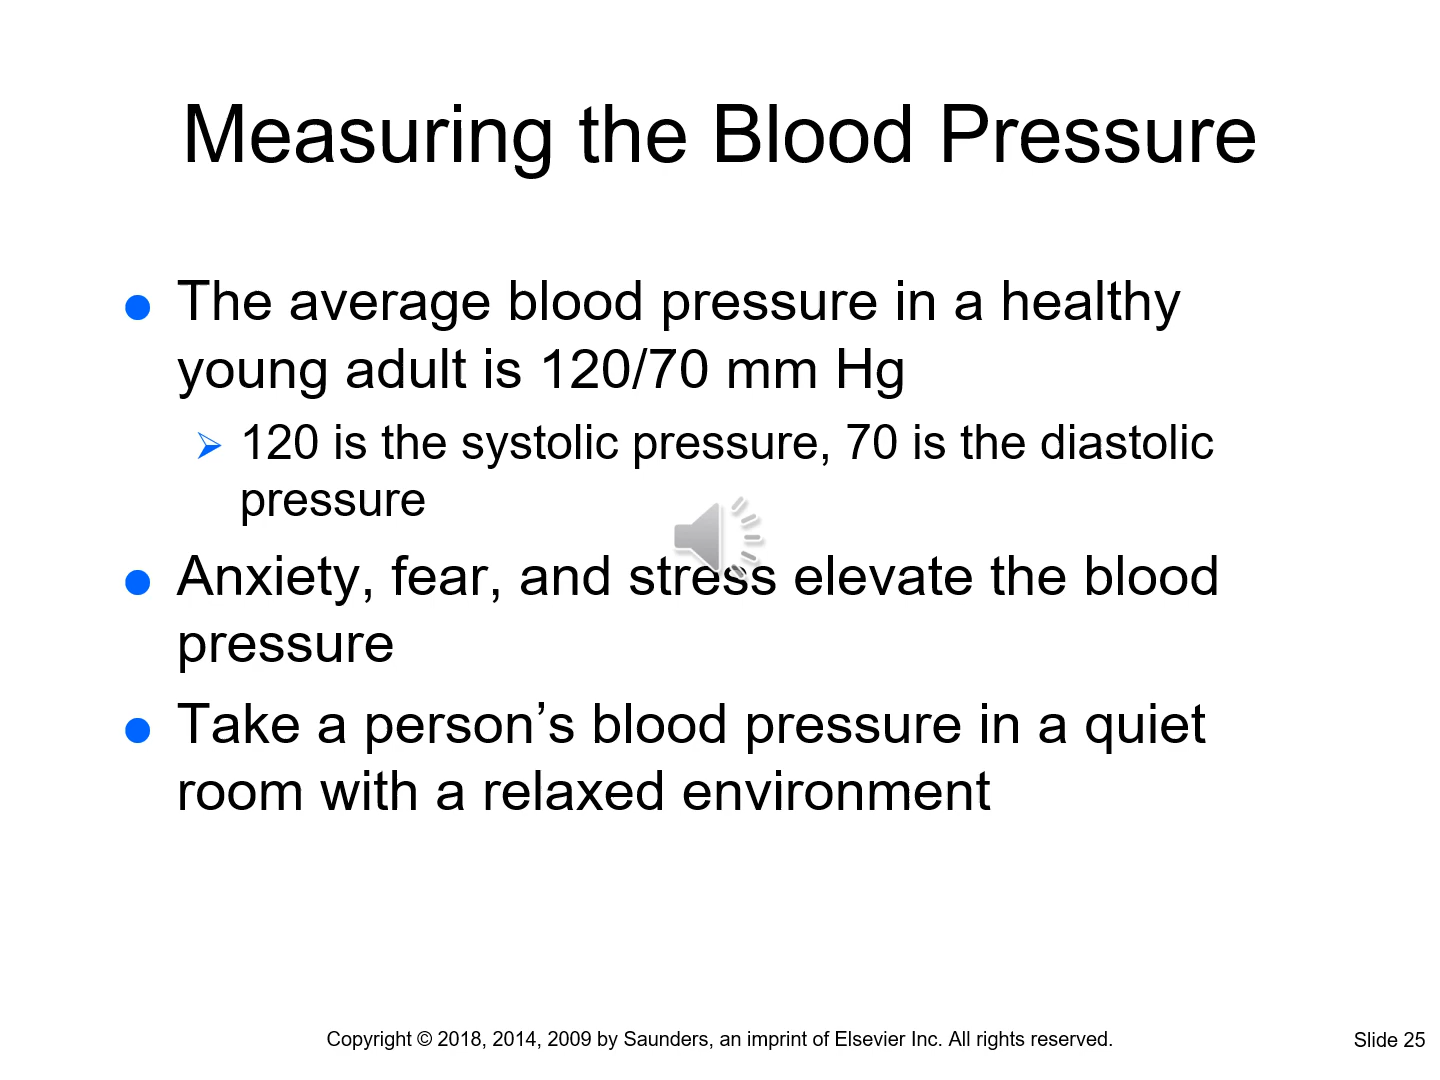 Measuring the Blood Pressure
The average blood pressure in a healthy
young adult is 120/70 mm Hg
120 is the systolic pressure, 70 is the diastolic
pressure
Anxiety, fear, and stress elevate the blood
pressure
Take a person’s blood pressure in a quiet
room with a relaxed environment
Copyright © 2018, 2014, 2009 by Saunders, an imprint of Elsevier Inc. All rights reserved.
Slide 25